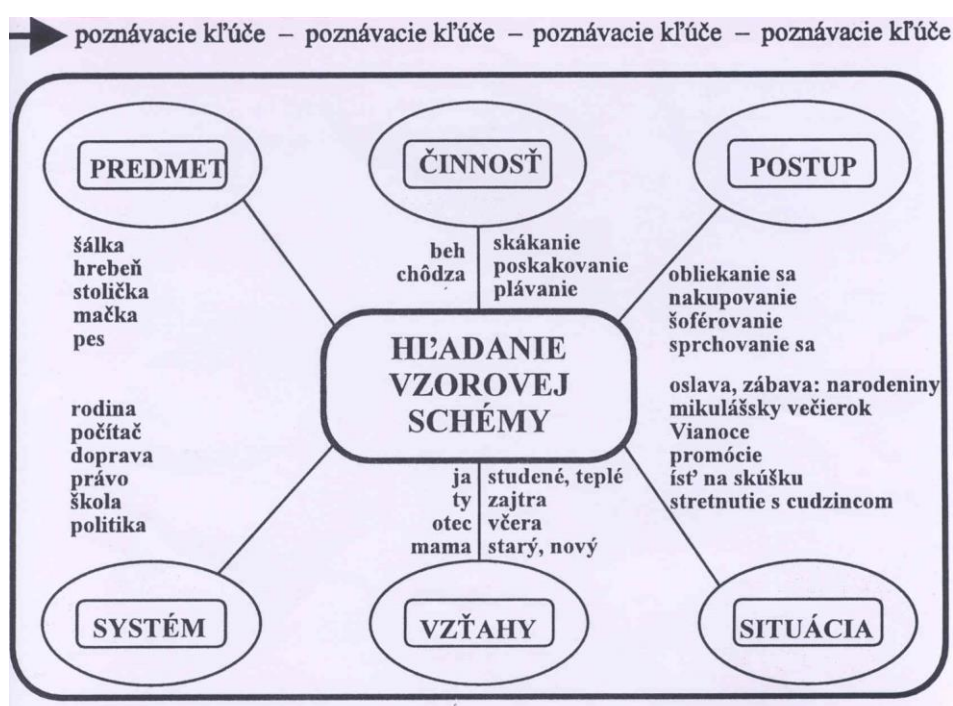 poznávacie kľúče – poznávacie kľúče – poznávacie kľúče – poznávacie kľúče
PREDMET
ČINNOSŤ
POSTUP
šálka
hrebeň
stolička
mačka
pes
beh
chôdza
skákanie
poskakovanie
plávanie
obliekanie sa
nakupovanie
šoférovanie
sprchovanie sa
HĽADANIE
VZOROVEJ
SCHÉMY
rodina
počítač
doprava
právo
škola
politika
ja
ty
otec
mama
studené, teplé
zajtra
včera
starý, nový
oslava, zábava: narodeniny
mikulášsky večierok
Vianoce
promócie
ísť na skúšku
stretnutie s cudzincom
SYSTÉM
VZŤAHY
SITUÁCIA